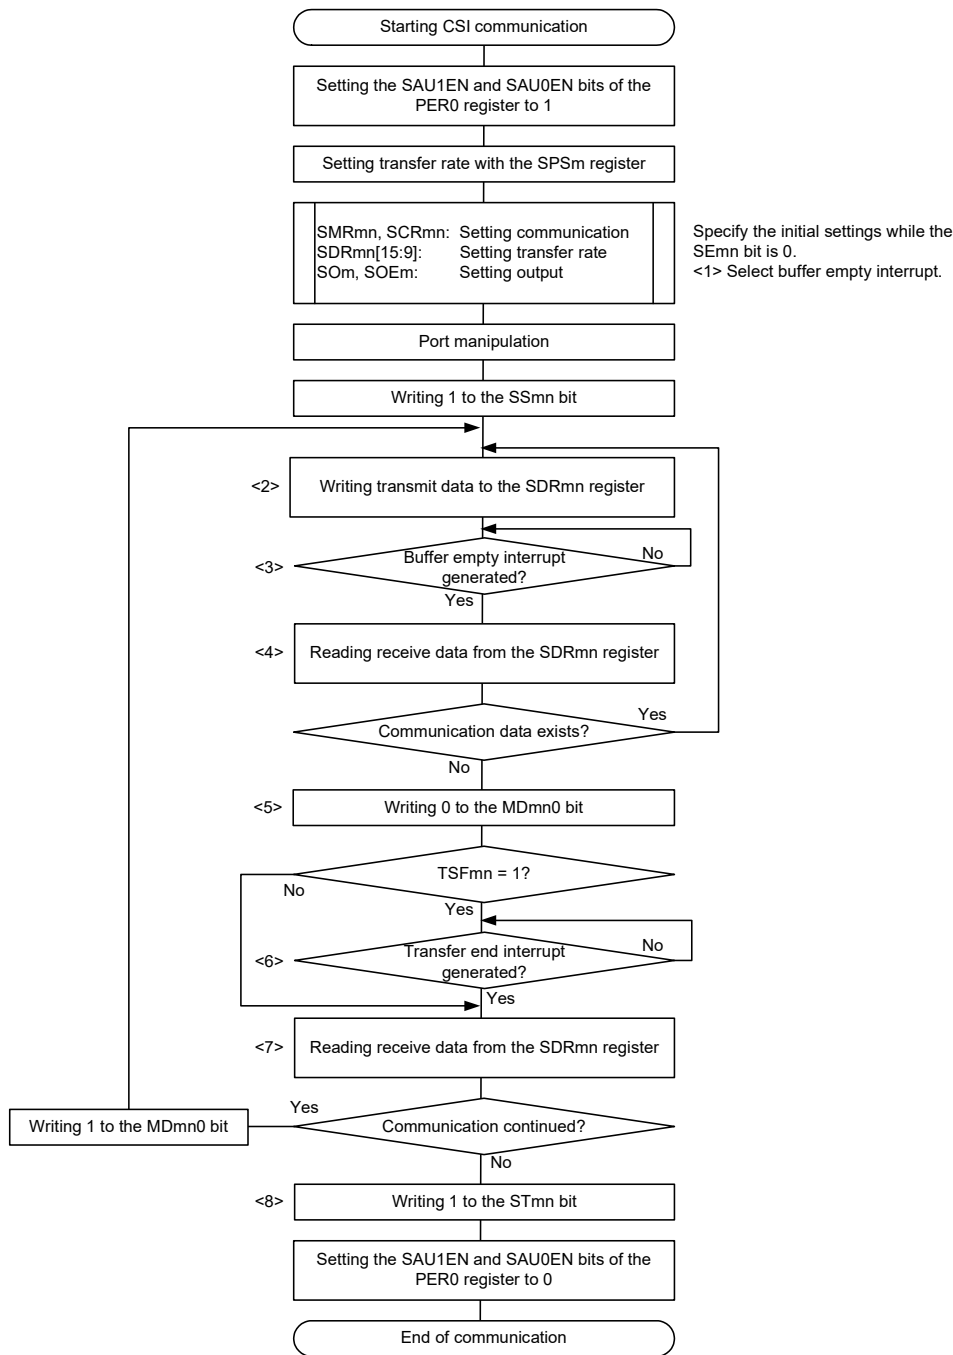 Starting CSI communication
Setting the SAU1EN and SAU0EN bits of the
PER0 register to 1
Setting transfer rate with the SPSm register
SMRmn, SCRmn: Setting communication
SDRmn[15:9]: Setting transfer rate
SOm, SOEm: Setting output
Specify the initial settings while the
SEmn bit is 0.
<1> Select buffer empty interrupt.
Port manipulation
Writing 1 to the SSmn bit
<2>
Writing transmit data to the SDRmn register
<3>
Buffer empty interrupt
generated?
No
Yes
<4>
Reading receive data from the SDRmn register
Communication data exists?
Yes
No
<5>
Writing 0 to the MDmn0 bit
TSFmn = 1?
No
Yes
<6>
Transfer end interrupt
generated?
No
Yes
<7>
Reading receive data from the SDRmn register
Writing 1 to the MDmn0 bit
Yes
Communication continued?
No
<8>
Writing 1 to the STmn bit
Setting the SAU1EN and SAU0EN bits of the
PER0 register to 0
End of communication